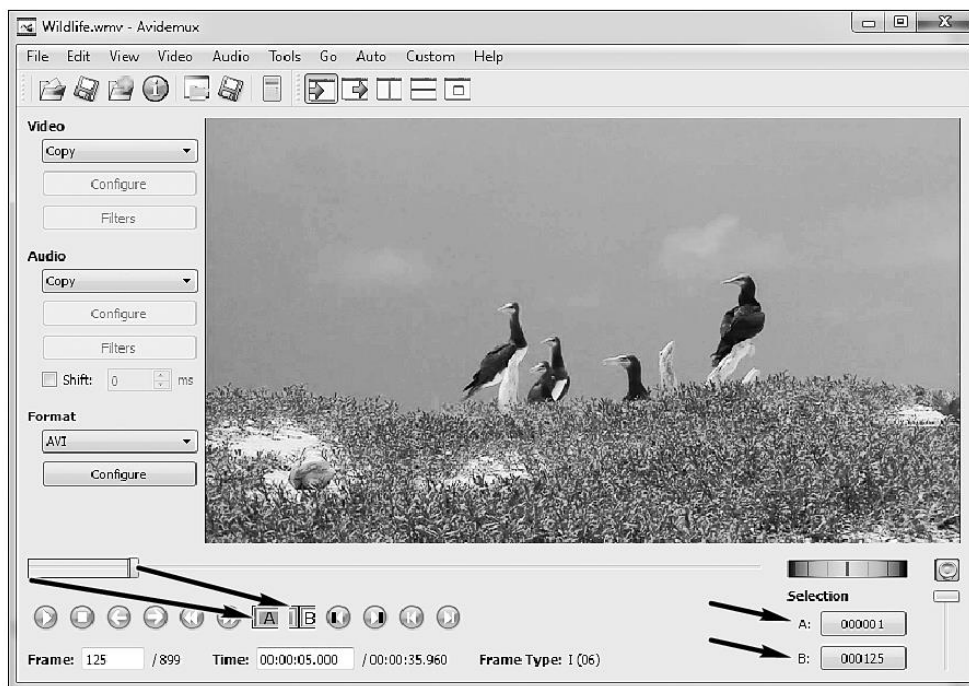 Wildlife.wmv - Avidemux
File Edit View Video Audio Tools Go Auto Custom Help
Video
Copy
Configure
Filters
Audio
Copy
Configure
Filters
Shift: 0 ms
Format
AVI
Configure
Selection
A B
A: 000001
B: 000125
Frame: 125 / 899 Time: 00:00:05.000 / 00:00:35.960 Frame Type: I (06)